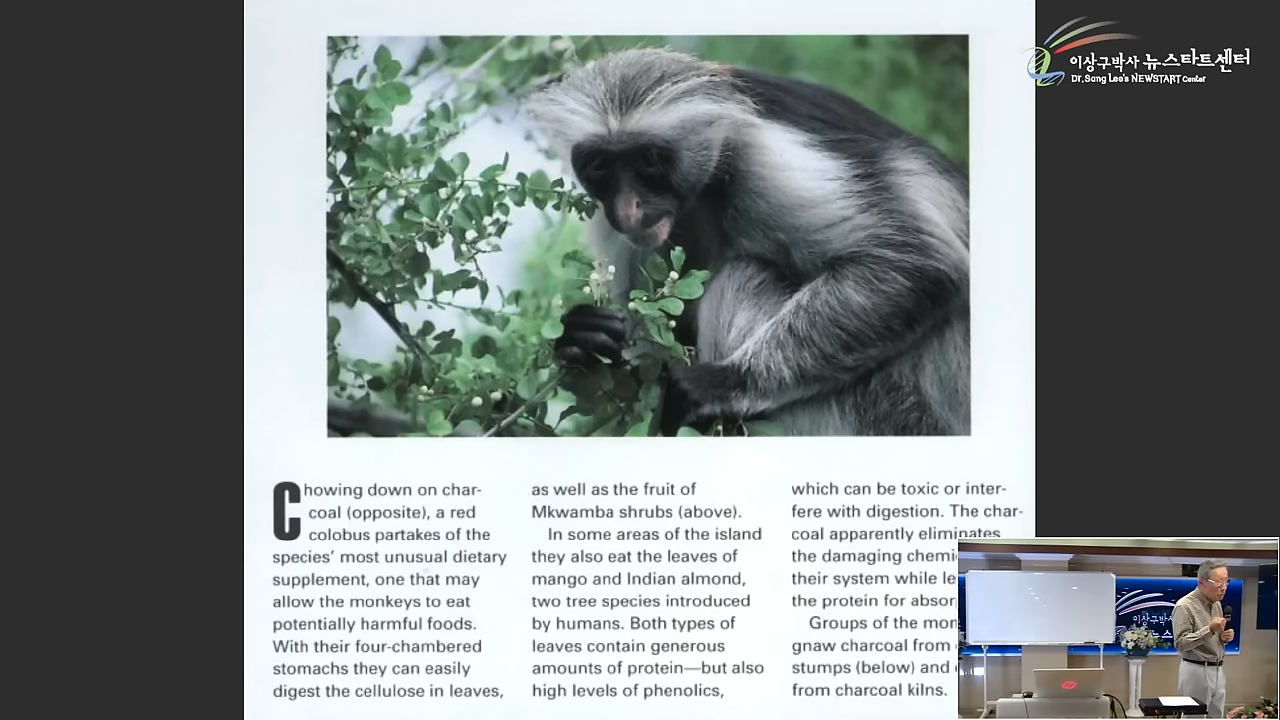 이상구박사 뉴스타트센터
Dr.Sang Lee's NEWSTART Center
Chowing down on char-
coal (opposite), a red
colobus partakes of the
species' most unusual dietary
supplement, one that may
allow the monkeys to eat
potentially harmful foods.
With their four-chambered
stomachs they can easily
digest the cellulose in leaves,
as well as the fruit of
Mkwamba shrubs (above).
In some areas of the island
they also eat the leaves of
mango and Indian almond,
two tree species introduced
by humans. Both types of
leaves contain generous
amounts of protein—but also
high levels of phenolics,
which can be toxic or inter-
fere with digestion. The char-
coal apparently eliminates
the damaging chemi
their system while le
the protein for absor
Groups of the mon
gnaw charcoal from
stumps (below) and
from charcoal kilns.
이상구박사